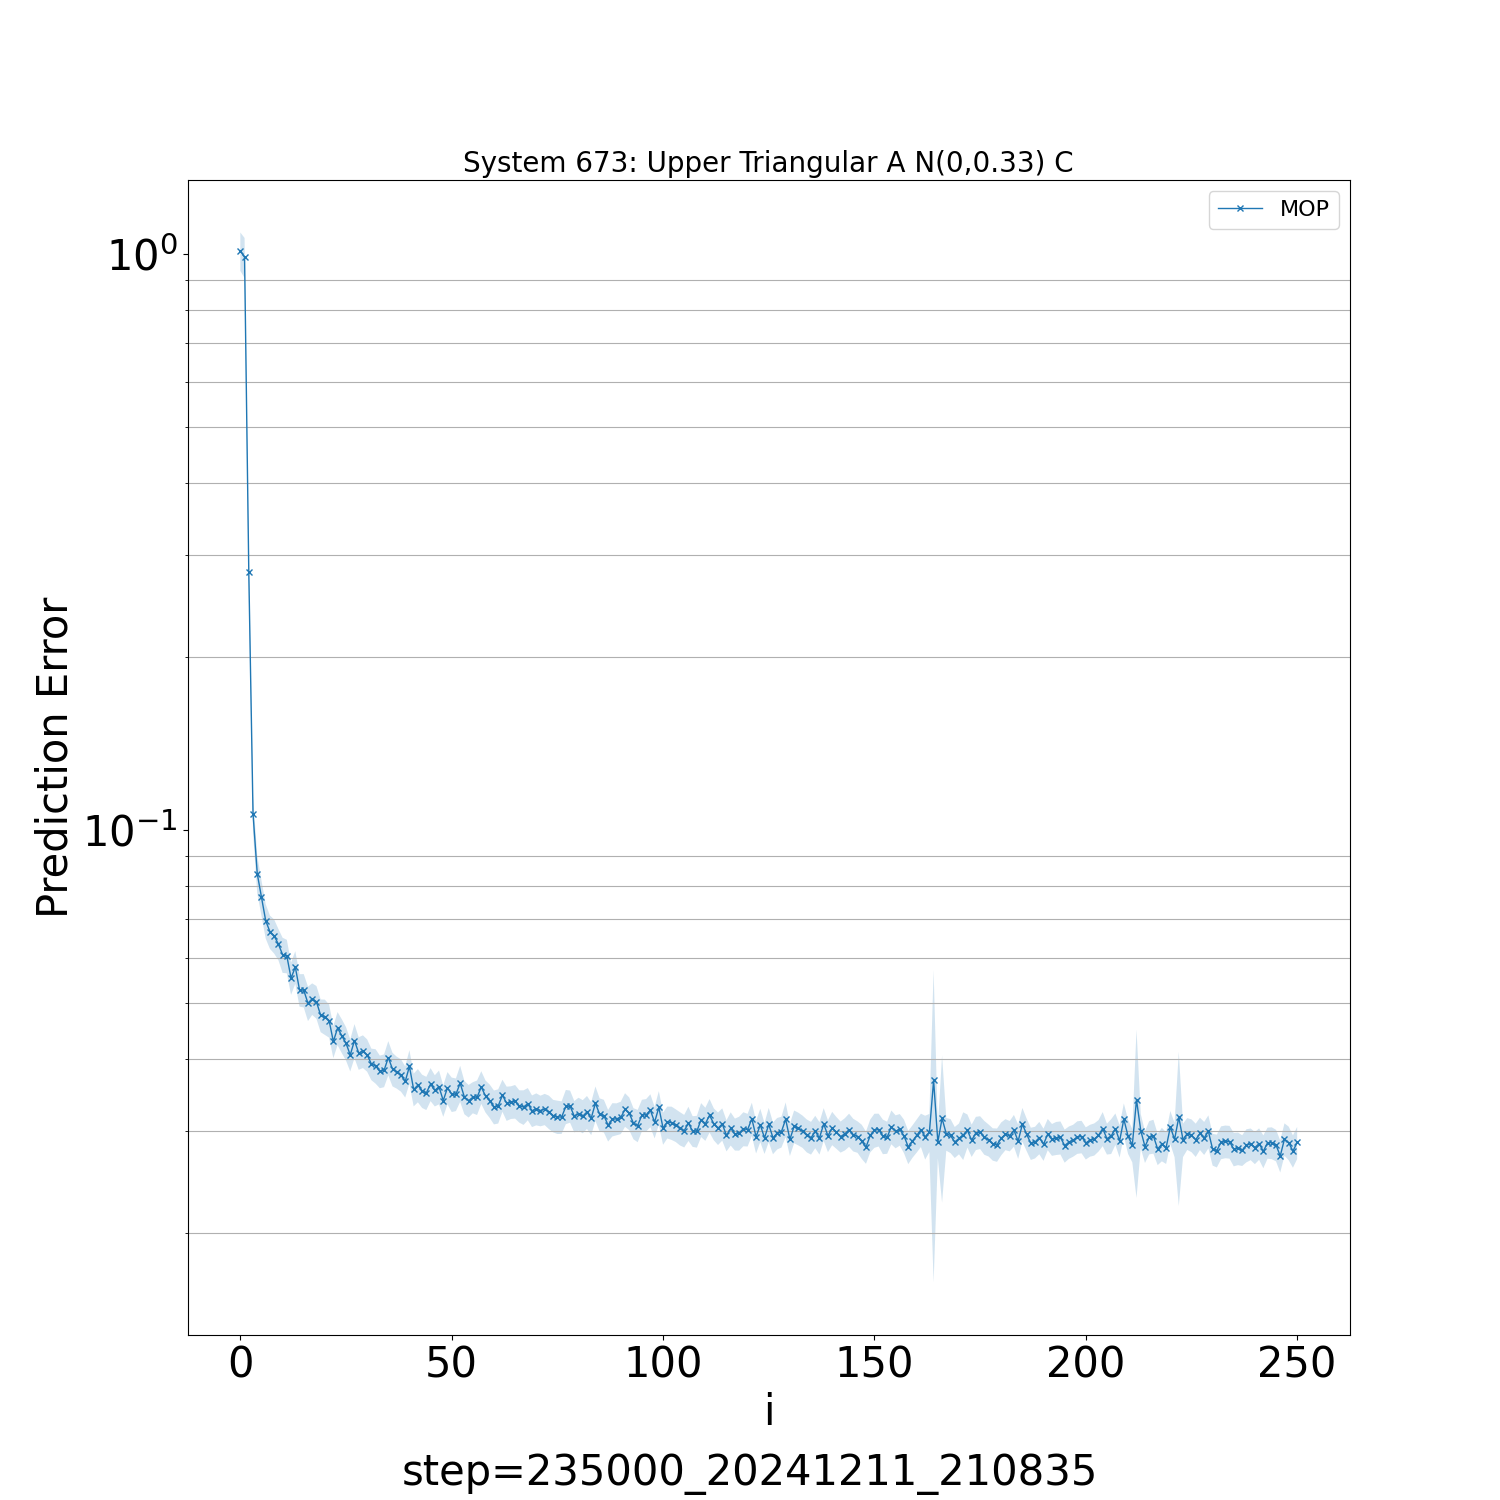 System 673: Upper Triangular A N(0,0.33) C
MOP
10⁰
10⁻¹
Prediction Error
0 50 100 150 200 250
i
step=235000_20241211_210835